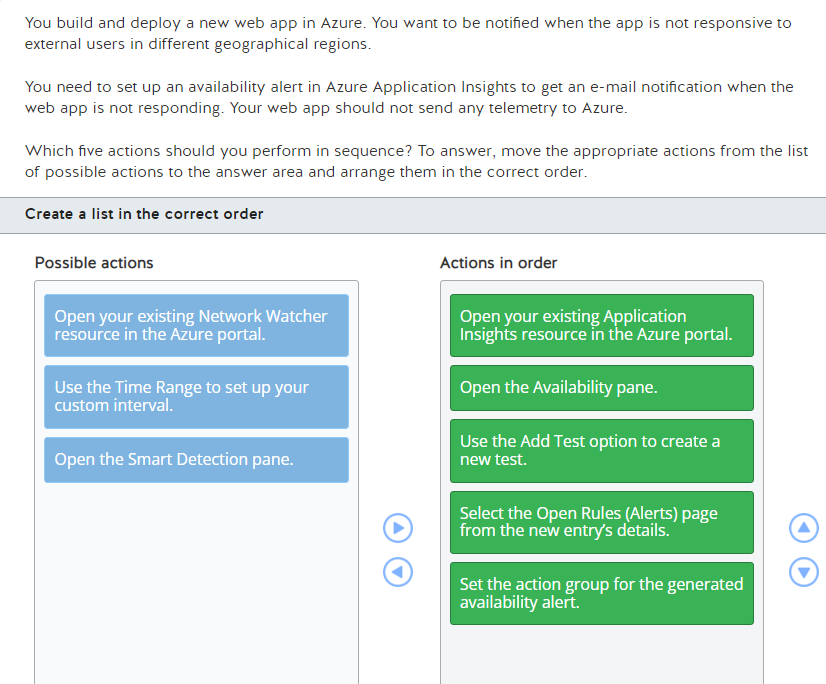 You build and deploy a new web app in Azure. You want to be notified when the app is not responsive to
external users in different geographical regions.
You need to set up an availability alert in Azure Application Insights to get an e-mail notification when the
web app is not responding. Your web app should not send any telemetry to Azure.
Which five actions should you perform in sequence? To answer, move the appropriate actions from the list
of possible actions to the answer area and arrange them in the correct order.
Create a list in the correct order
Possible actions
Open your existing Network Watcher
resource in the Azure portal.
Use the Time Range to set up your
custom interval.
Open the Smart Detection pane.
Actions in order
Open your existing Application
Insights resource in the Azure portal.
Open the Availability pane.
Use the Add Test option to create a
new test.
Select the Open Rules (Alerts) page
from the new entry's details.
Set the action group for the generated
availability alert.